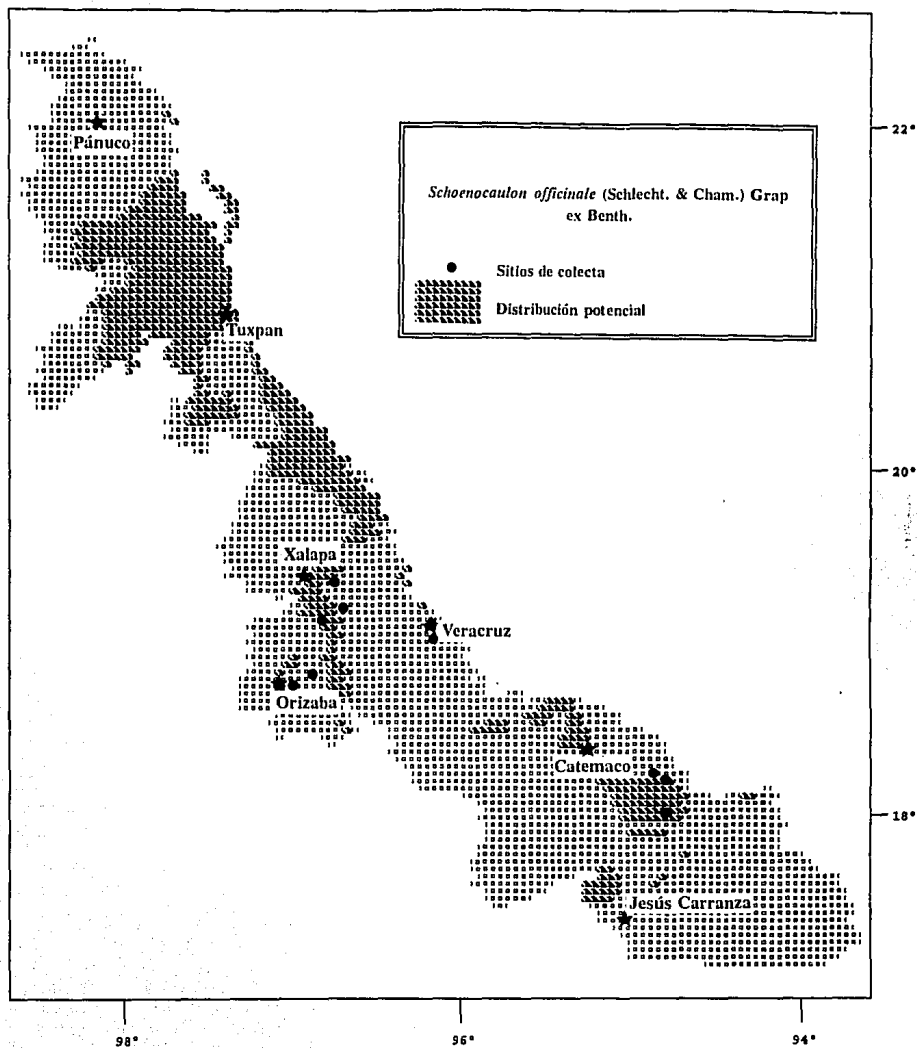 22°
Pánuco
Schoenocaulon officinale (Schlecht. & Cham.) Grap
ex Benth.
Sitios de colecta
Distribución potencial
Tuxpan
20°
Xalapa
Veracruz
Orizaba
Catemaco
18°
Jesús Carranza
98°
96°
94°